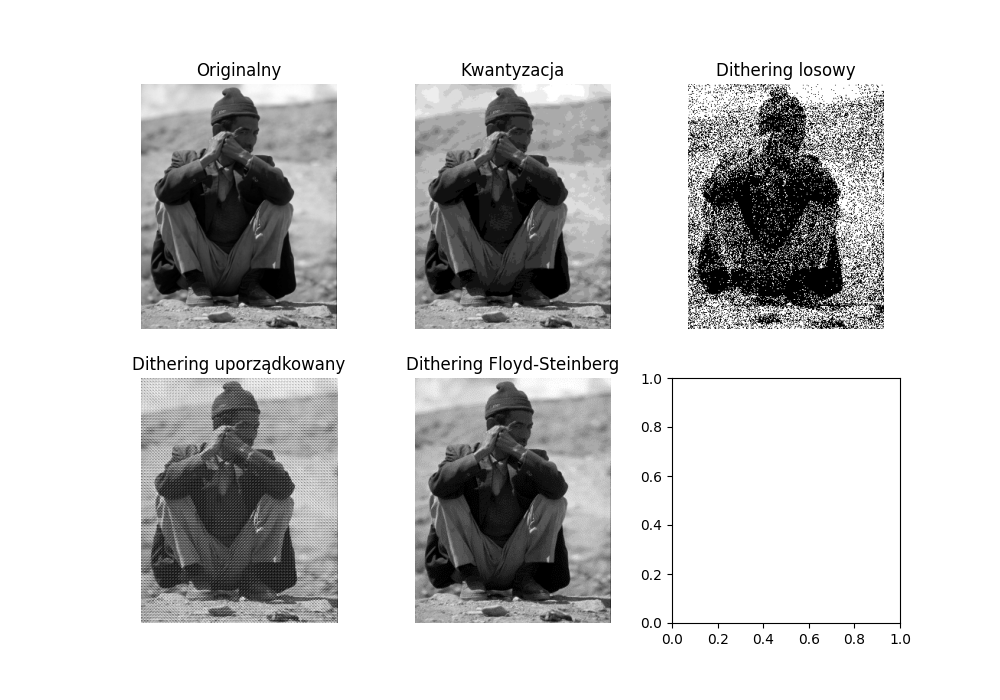 Originalny
Kwantyzacja
Dithering losowy
Dithering uporządkowany
Dithering Floyd-Steinberg
1.0
0.8
0.6
0.4
0.2
0.0
0.0 0.2 0.4 0.6 0.8 1.0